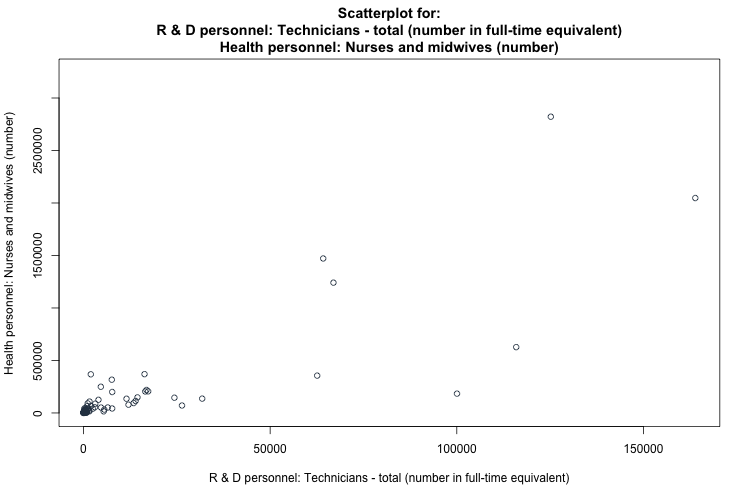 Scatterplot for:
R & D personnel: Technicians - total (number in full-time equivalent)
Health personnel: Nurses and midwives (number)
Health personnel: Nurses and midwives (number)
2500000
1500000
500000
0
0
50000
100000
150000
R & D personnel: Technicians - total (number in full-time equivalent)